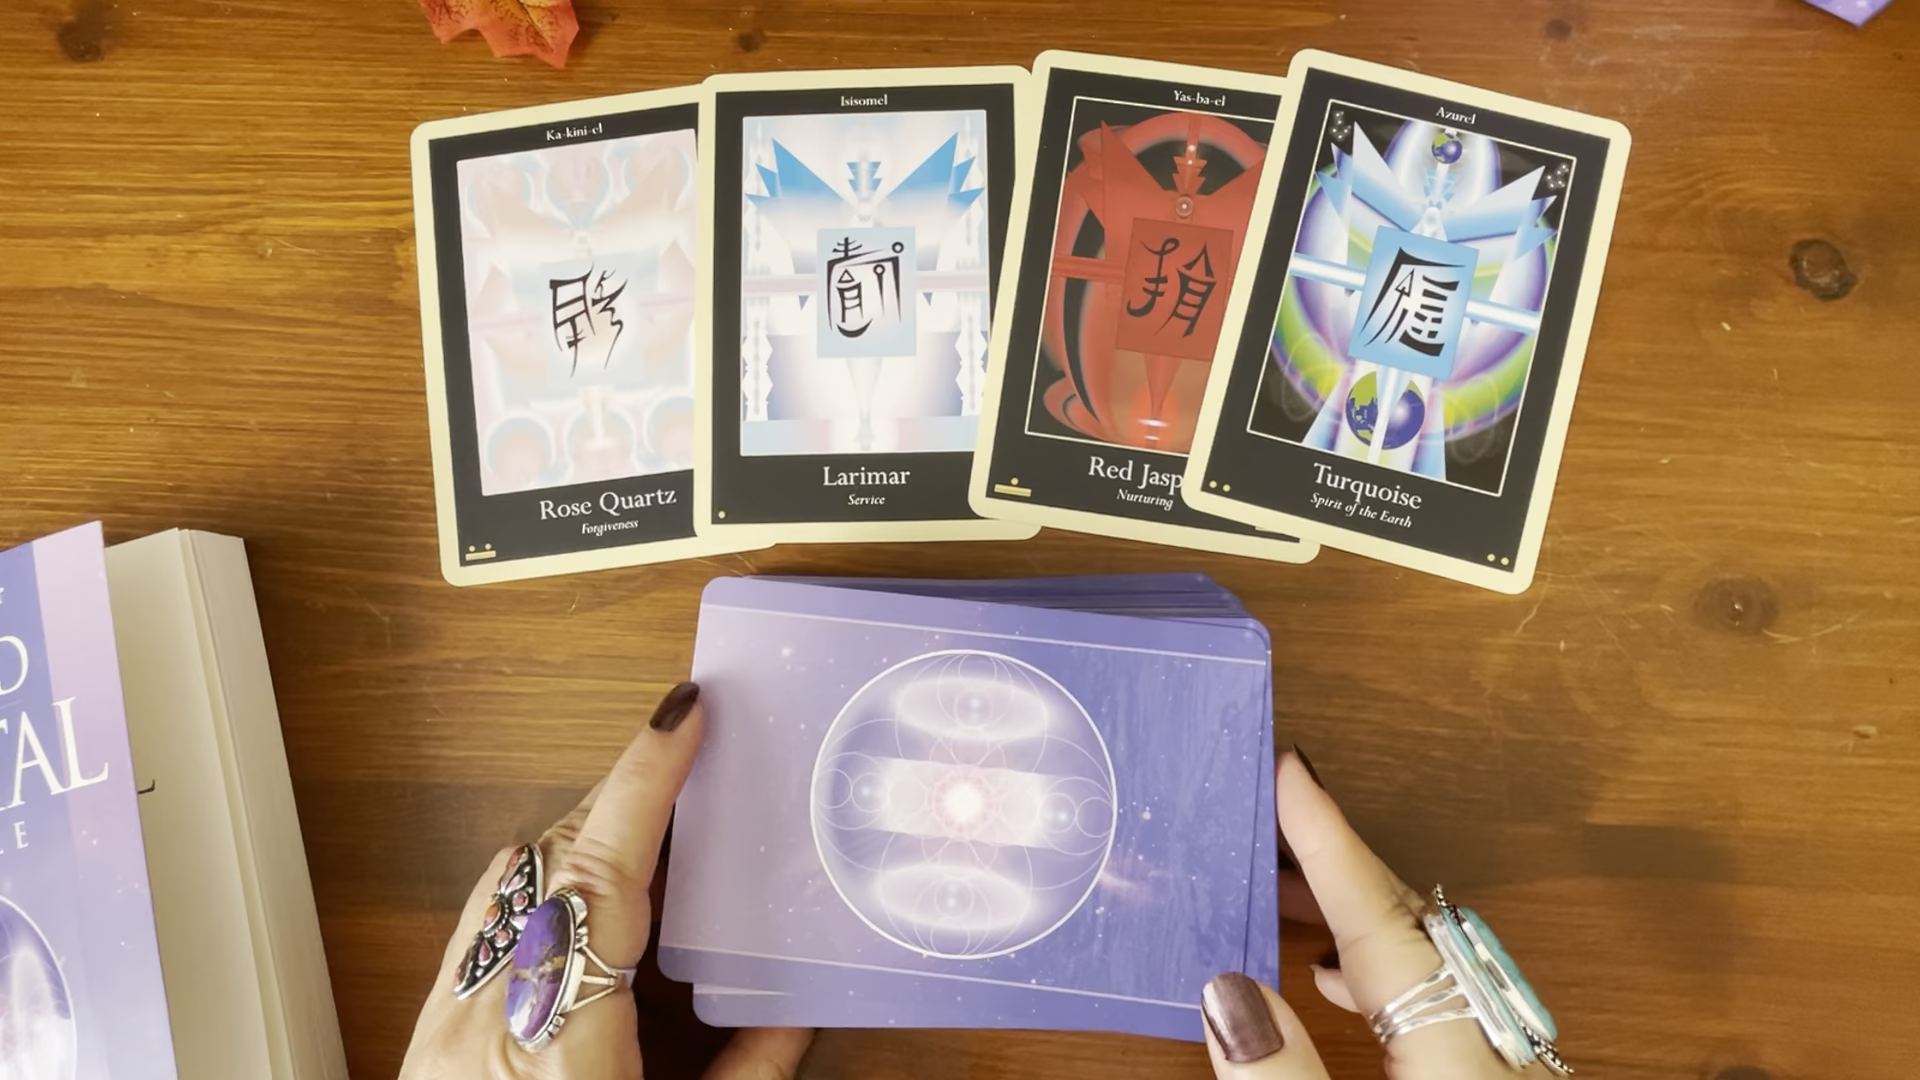 Ka-kini-el
Rose Quartz
Forgiveness
Isisomel
Larimar
Service
Yas-ba-el
Red Jasp
Nurturing
Azurel
Turquoise
Spirit of the Earth
D
TAL
LE